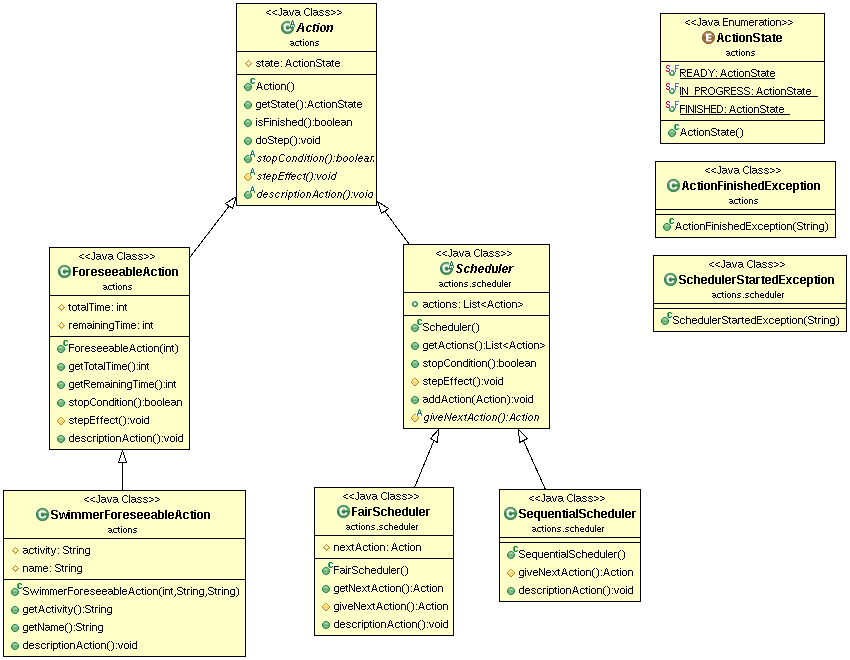 <<Java Class>>
Action
actions
state: ActionState
Action()
getState():ActionState
isFinished():boolean
doStep():void
stopCondition():boolean
stepEffect():void
descriptionAction():void
<<Java Enumeration>>
ActionState
actions
READY: ActionState
IN_PROGRESS: ActionState
FINISHED: ActionState
ActionState()
<<Java Class>>
ActionFinishedException
actions
ActionFinishedException(String)
<<Java Class>>
SchedulerStartedException
actions.scheduler
SchedulerStartedException(String)
<<Java Class>>
ForeseeableAction
actions
totalTime: int
remainingTime: int
ForeseeableAction(int)
getTotalTime():int
getRemainingTime():int
stopCondition():boolean
stepEffect():void
descriptionAction():void
<<Java Class>>
Scheduler
actions.scheduler
actions: List<Action>
Scheduler()
getActions():List<Action>
stopCondition():boolean
stepEffect():void
addAction(Action):void
giveNextAction():Action
<<Java Class>>
SwimmerForeseeableAction
actions
activity: String
name: String
SwimmerForeseeableAction(int,String,String)
getActivity():String
getName():String
descriptionAction():void
<<Java Class>>
FairScheduler
actions.scheduler
nextAction: Action
FairScheduler()
getNextAction():Action
giveNextAction():Action
descriptionAction():void
<<Java Class>>
SequentialScheduler
actions.scheduler
SequentialScheduler()
giveNextAction():Action
descriptionAction():void